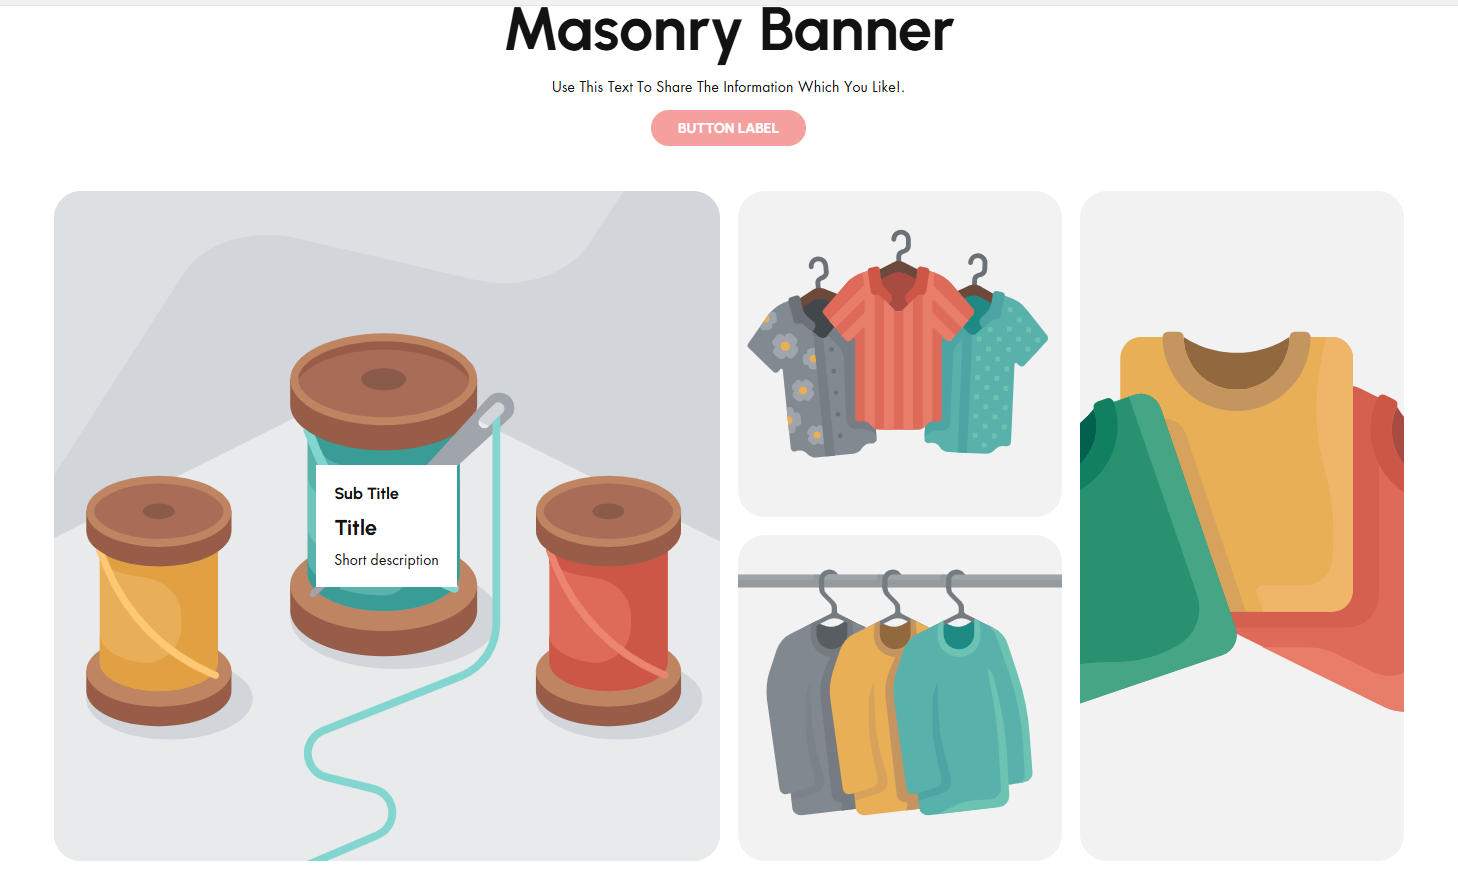 Masonry Banner
Use This Text To Share The Information Which You Like!.
BUTTON LABEL
Sub Title
Title
Short description